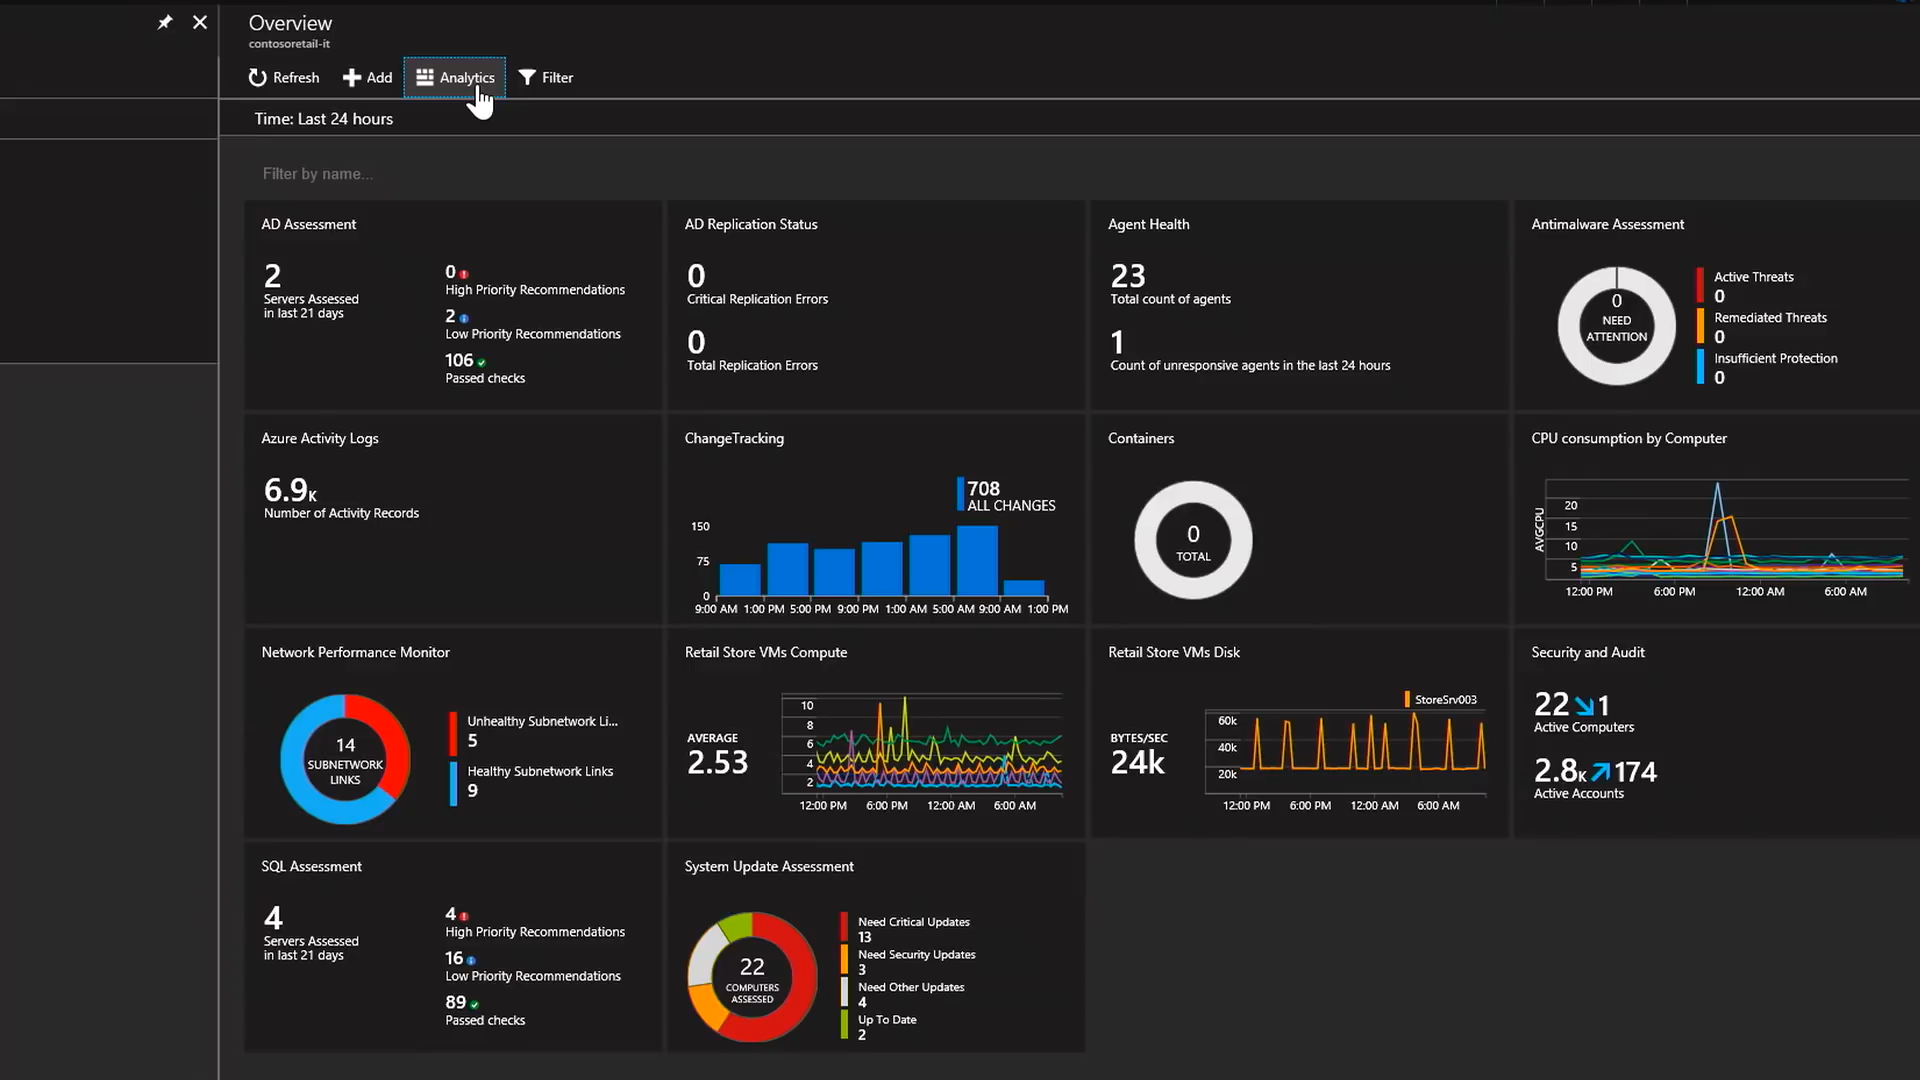 Overview
contosoretail-it
Refresh
Add
Analytics
Filter
Time: Last 24 hours
Filter by name...
AD Assessment
2
Servers Assessed
in last 21 days
0
High Priority Recommendations
2
Low Priority Recommendations
106
Passed checks
AD Replication Status
0
Critical Replication Errors
0
Total Replication Errors
Agent Health
23
Total count of agents
1
Count of unresponsive agents in the last 24 hours
Antimalware Assessment
0
NEED
ATTENTION
Active Threats
0
Remediated Threats
0
Insufficient Protection
0
Azure Activity Logs
6.9K
Number of Activity Records
ChangeTracking
708
ALL CHANGES
150
75
0
9:00 AM 1:00 PM 5:00 PM 9:00 PM 1:00 AM 5:00 AM 9:00 AM 1:00 PM
Containers
0
TOTAL
CPU consumption by Computer
AVGCPU
20
15
10
5
12:00 PM 6:00 PM 12:00 AM 6:00 AM
Network Performance Monitor
14
SUBNETWORK
LINKS
Unhealthy Subnetwork Li...
5
Healthy Subnetwork Links
9
Retail Store VMs Compute
AVERAGE
2.53
10
8
6
4
2
12:00 PM 6:00 PM 12:00 AM 6:00 AM
Retail Store VMs Disk
StoreSrv003
BYTES/SEC
24k
60k
40k
20k
12:00 PM 6:00 PM 12:00 AM 6:00 AM
Security and Audit
22 1
Active Computers
2.8K 174
Active Accounts
SQL Assessment
4
Servers Assessed
in last 21 days
4
High Priority Recommendations
16
Low Priority Recommendations
89
Passed checks
System Update Assessment
22
COMPUTERS
ASSESSED
Need Critical Updates
13
Need Security Updates
3
Need Other Updates
4
Up To Date
2